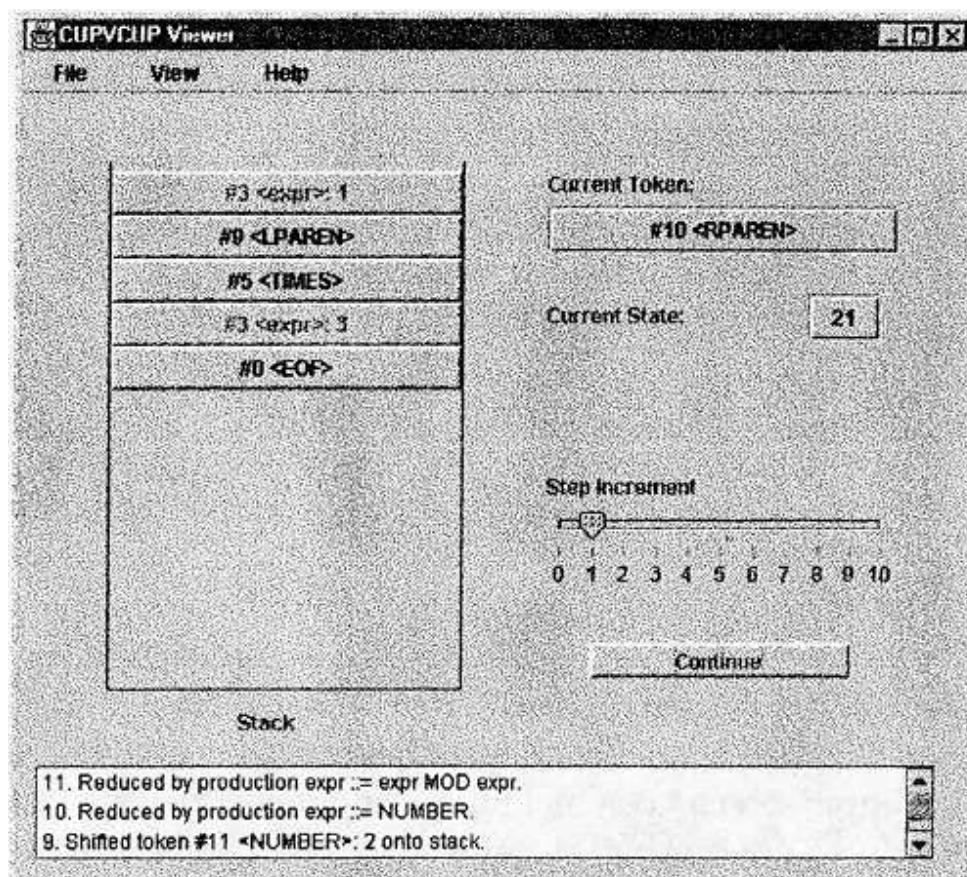 CUPVCUP Viewer
File View Help
#3 <expr>: 1
#9 <LPAREN>
#5 <TIMES>
#3 <expr>: 3
#0 <EOF>
Stack
Current Token:
#10 <RPAREN>
Current State: 21
Step Increment
0 1 2 3 4 5 6 7 8 9 10
Continue
11. Reduced by production expr ::= expr MOD expr.
10. Reduced by production expr ::= NUMBER.
9. Shifted token #11 <NUMBER>: 2 onto stack.